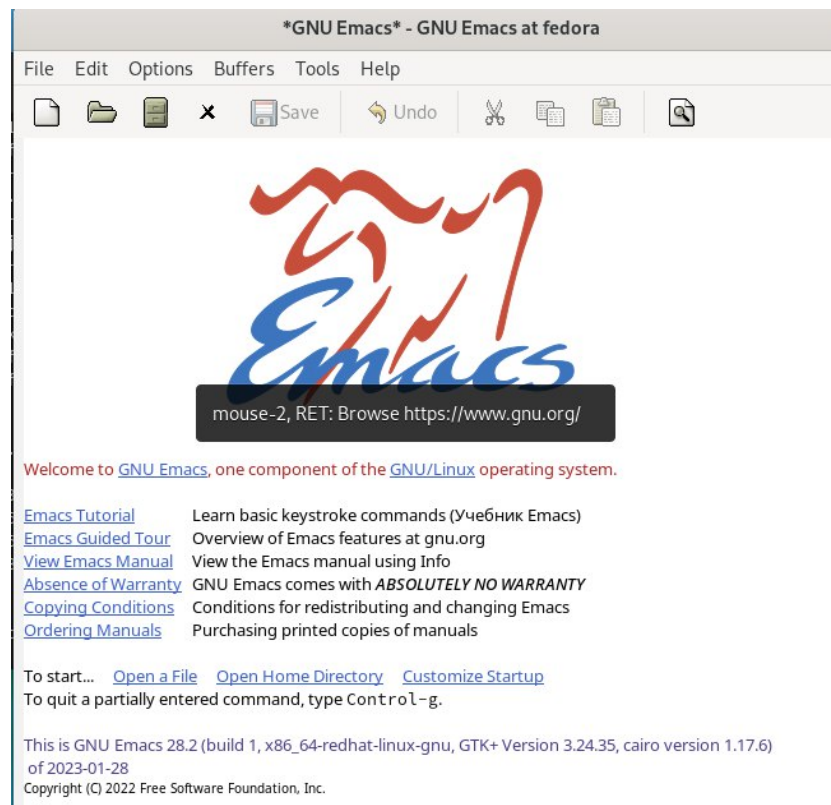 *GNU Emacs* - GNU Emacs at fedora
File Edit Options Buffers Tools Help
Save Undo
Emacs
mouse-2, RET: Browse https://www.gnu.org/
Welcome to GNU Emacs, one component of the GNU/Linux operating system.
Emacs Tutorial Learn basic keystroke commands (Учебник Emacs)
Emacs Guided Tour Overview of Emacs features at gnu.org
View Emacs Manual View the Emacs manual using Info
Absence of Warranty GNU Emacs comes with ABSOLUTELY NO WARRANTY
Copying Conditions Conditions for redistributing and changing Emacs
Ordering Manuals Purchasing printed copies of manuals
To start... Open a File Open Home Directory Customize Startup
To quit a partially entered command, type Control-g.
This is GNU Emacs 28.2 (build 1, x86_64-redhat-linux-gnu, GTK+ Version 3.24.35, cairo version 1.17.6)
of 2023-01-28
Copyright (C) 2022 Free Software Foundation, Inc.